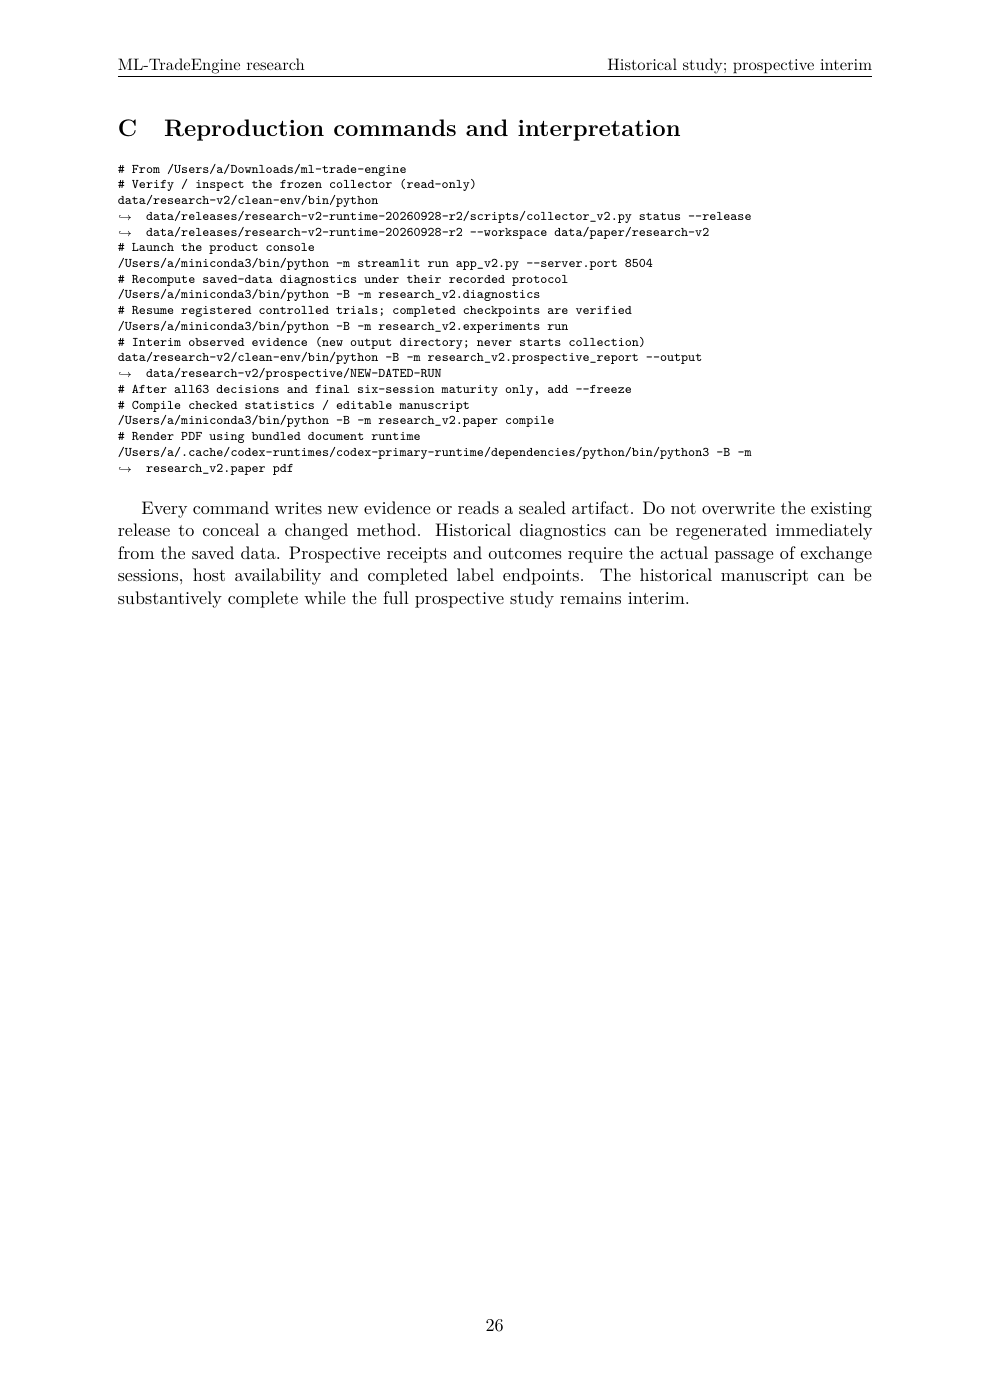 ML-TradeEngine research
Historical study; prospective interim
C Reproduction commands and interpretation
# From /Users/a/Downloads/ml-trade-engine
# Verify / inspect the frozen collector (read-only)
data/research-v2/clean-env/bin/python
↪ data/releases/research-v2-runtime-20260928-r2/scripts/collector_v2.py status --release
↪ data/releases/research-v2-runtime-20260928-r2 --workspace data/paper/research-v2
# Launch the product console
/Users/a/miniconda3/bin/python -m streamlit run app_v2.py --server.port 8504
# Recompute saved-data diagnostics under their recorded protocol
/Users/a/miniconda3/bin/python -B -m research_v2.diagnostics
# Resume registered controlled trials; completed checkpoints are verified
/Users/a/miniconda3/bin/python -B -m research_v2.experiments run
# Interim observed evidence (new output directory; never starts collection)
data/research-v2/clean-env/bin/python -B -m research_v2.prospective_report --output
↪ data/research-v2/prospective/NEW-DATED-RUN
# After all63 decisions and final six-session maturity only, add --freeze
# Compile checked statistics / editable manuscript
/Users/a/miniconda3/bin/python -B -m research_v2.paper compile
# Render PDF using bundled document runtime
/Users/a/.cache/codex-runtimes/codex-primary-runtime/dependencies/python/bin/python3 -B -m
↪ research_v2.paper pdf
Every command writes new evidence or reads a sealed artifact. Do not overwrite the existing
release to conceal a changed method. Historical diagnostics can be regenerated immediately
from the saved data. Prospective receipts and outcomes require the actual passage of exchange
sessions, host availability and completed label endpoints. The historical manuscript can be
substantively complete while the full prospective study remains interim.
26